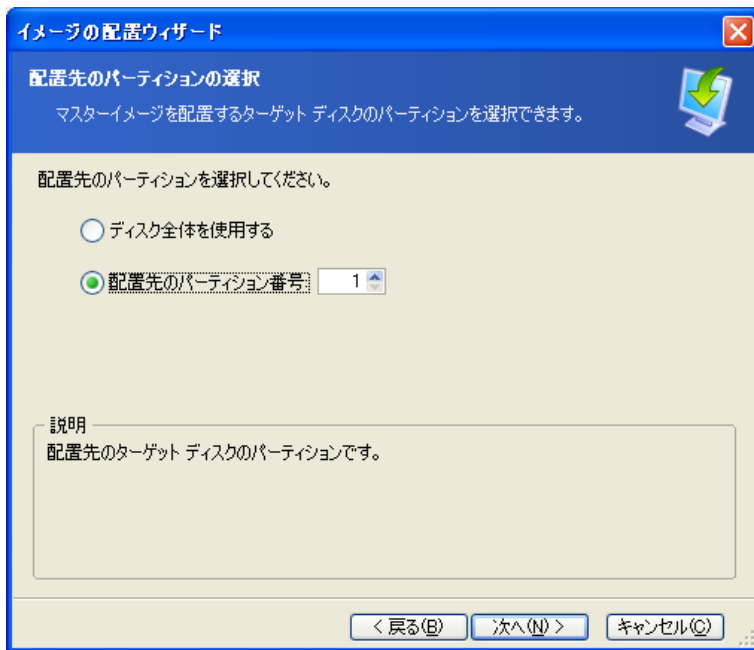 イメージの配置ウィザード
配置先のパーティションの選択
マスターイメージを配置するターゲット ディスクのパーティションを選択できます。
配置先のパーティションを選択してください。
ディスク全体を使用する
配置先のパーティション番号: 1
説明
配置先のターゲット ディスクのパーティションです。
< 戻る(B) 次へ(N) > キャンセル(C)